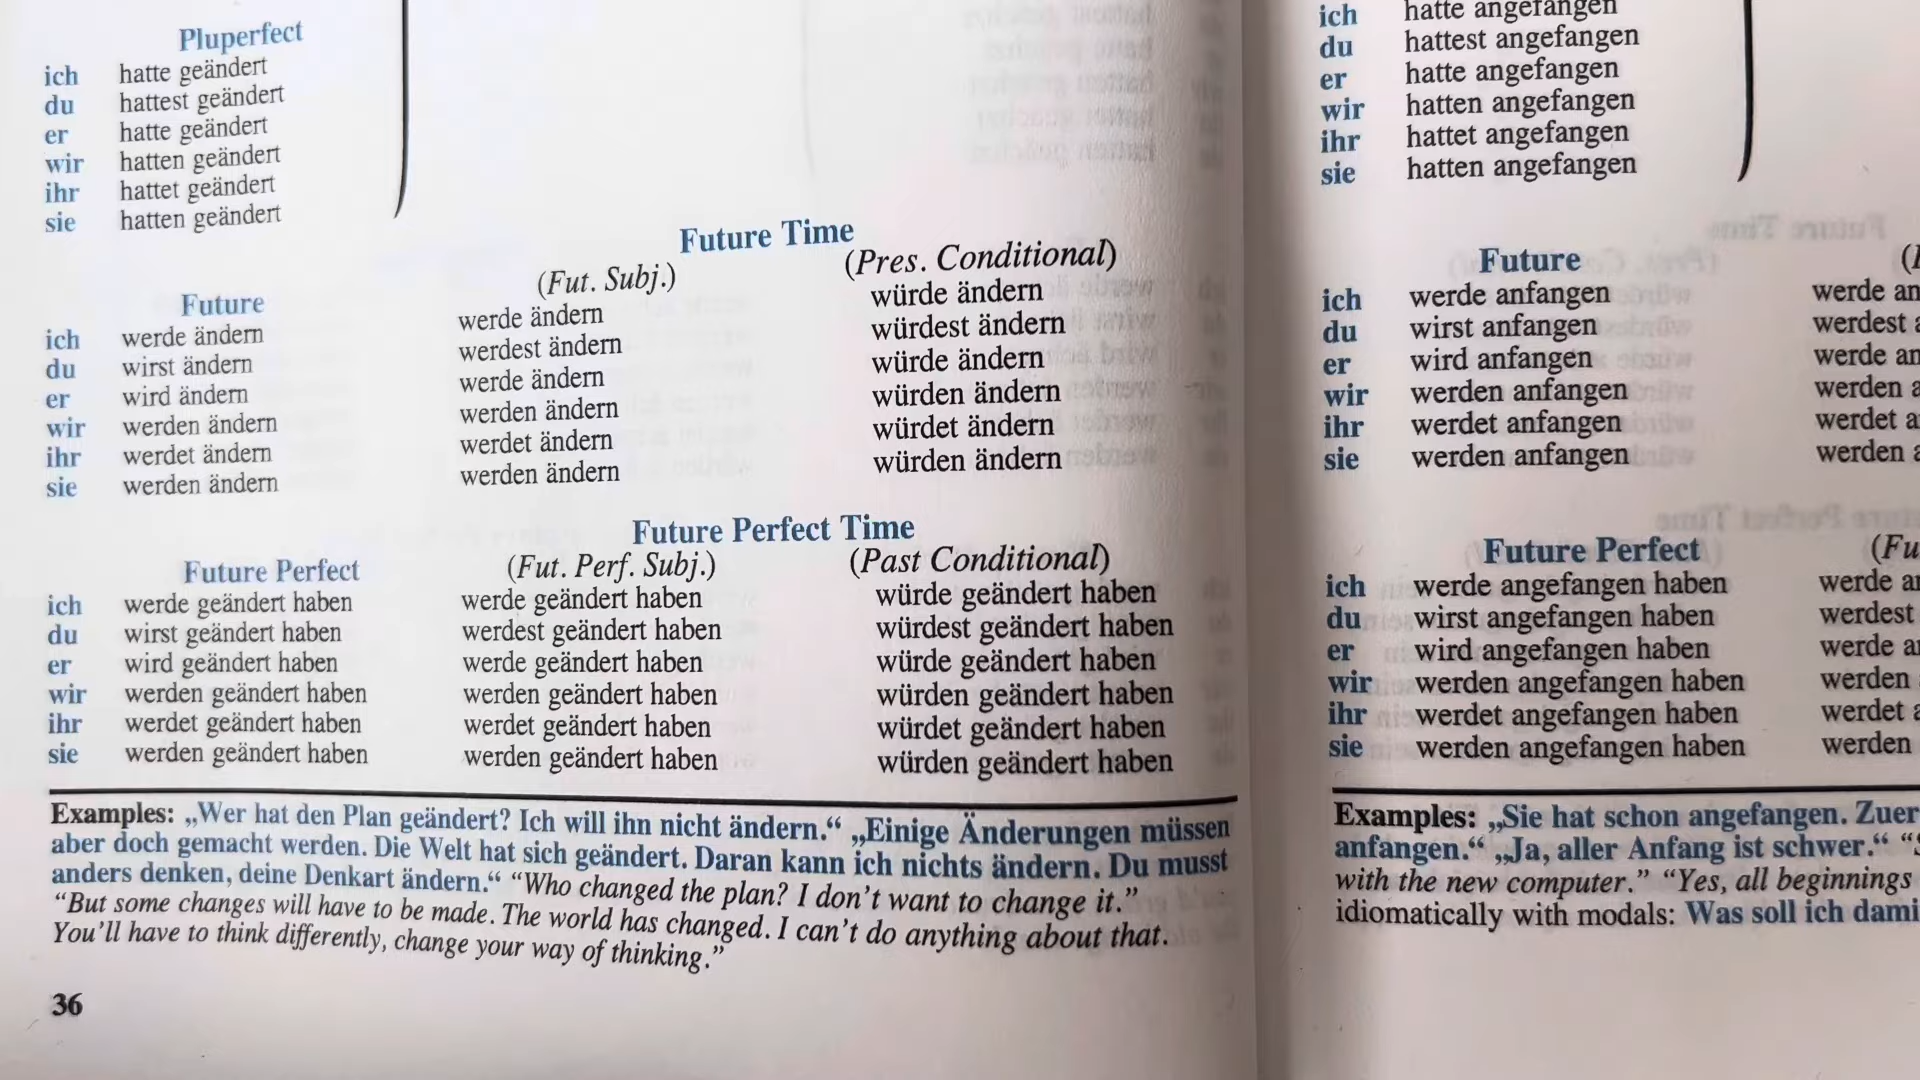 Pluperfect
ich hatte geändert
du hattest geändert
er hatte geändert
wir hatten geändert
ihr hattet geändert
sie hatten geändert
Future Time
Future (Fut. Subj.) (Pres. Conditional)
ich werde ändern werde ändern würde ändern
du wirst ändern werdest ändern würdest ändern
er wird ändern werde ändern würde ändern
wir werden ändern werden ändern würden ändern
ihr werdet ändern werdet ändern würdet ändern
sie werden ändern werden ändern würden ändern
Future Perfect Time
Future Perfect (Fut. Perf. Subj.) (Past Conditional)
ich werde geändert haben werde geändert haben würde geändert haben
du wirst geändert haben werdest geändert haben würdest geändert haben
er wird geändert haben werde geändert haben würde geändert haben
wir werden geändert haben werden geändert haben würden geändert haben
ihr werdet geändert haben werdet geändert haben würdet geändert haben
sie werden geändert haben werden geändert haben würden geändert haben
Examples: „Wer hat den Plan geändert? Ich will ihn nicht ändern.“ „Einige Änderungen müssen
aber doch gemacht werden. Die Welt hat sich geändert. Daran kann ich nichts ändern. Du musst
anders denken, deine Denkart ändern.“ “Who changed the plan? I don't want to change it.”
“But some changes will have to be made. The world has changed. I can't do anything about that.
You'll have to think differently, change your way of thinking.”
36
ich hatte angefangen
du hattest angefangen
er hatte angefangen
wir hatten angefangen
ihr hattet angefangen
sie hatten angefangen
Future
ich werde anfangen werde
du wirst anfangen werdest
er wird anfangen werde
wir werden anfangen werden
ihr werdet anfangen werdet
sie werden anfangen werden
Future Perfect (Fu
ich werde angefangen haben werde
du wirst angefangen haben werdest
er wird angefangen haben werde
wir werden angefangen haben werden
ihr werdet angefangen haben werdet
sie werden angefangen haben werden
Examples: „Sie hat schon angefangen. Zuer
anfangen.“ „Ja, aller Anfang ist schwer.“
with the new computer.” “Yes, all beginnings
idiomatically with modals: Was soll ich dami